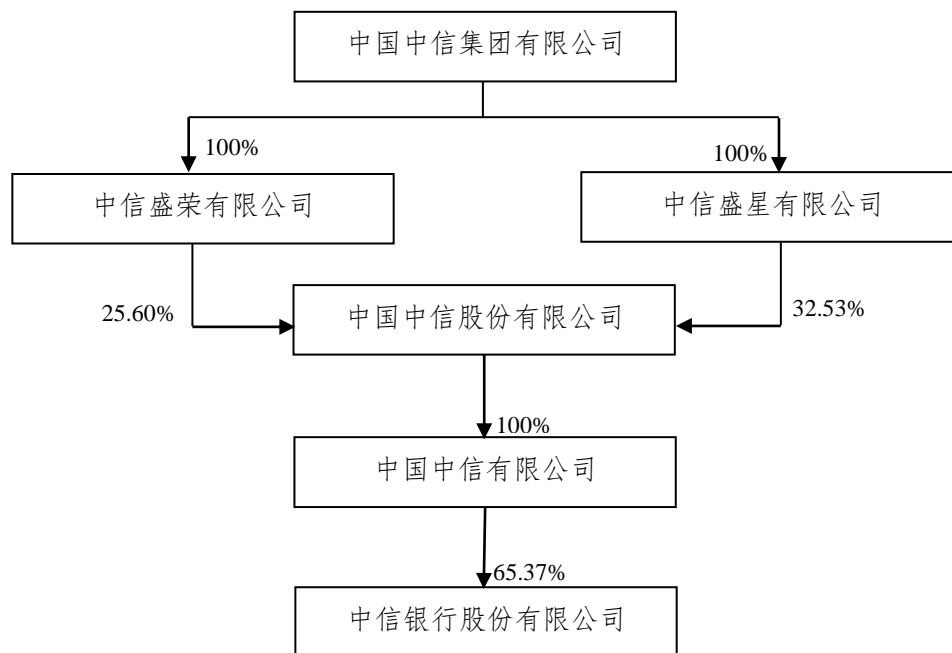 中国中信集团有限公司
100%
100%
中信盛荣有限公司
中信盛星有限公司
25.60%
中国中信股份有限公司
32.53%
100%
中国中信有限公司
65.37%
中信银行股份有限公司